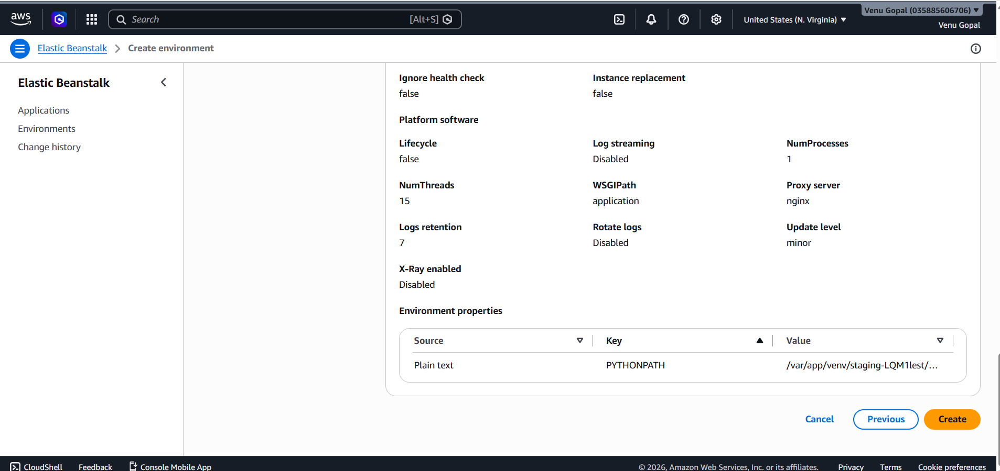 aws
Search
[Alt+S]
United States (N. Virginia)
Venu Gopal (035885606706)
Venu Gopal
Elastic Beanstalk
Create environment
Elastic Beanstalk
Applications
Environments
Change history
Ignore health check
false
Instance replacement
false
Platform software
Lifecycle
false
Log streaming
Disabled
NumProcesses
1
NumThreads
15
WSGIPath
application
Proxy server
nginx
Logs retention
7
Rotate logs
Disabled
Update level
minor
X-Ray enabled
Disabled
Environment properties
Source Key Value
Plain text PYTHONPATH /var/app/venv/staging-LQM1lest/...
Cancel Previous Create
CloudShell Feedback Console Mobile App © 2026, Amazon Web Services, Inc. or its affiliates. Privacy Terms Cookie preferences